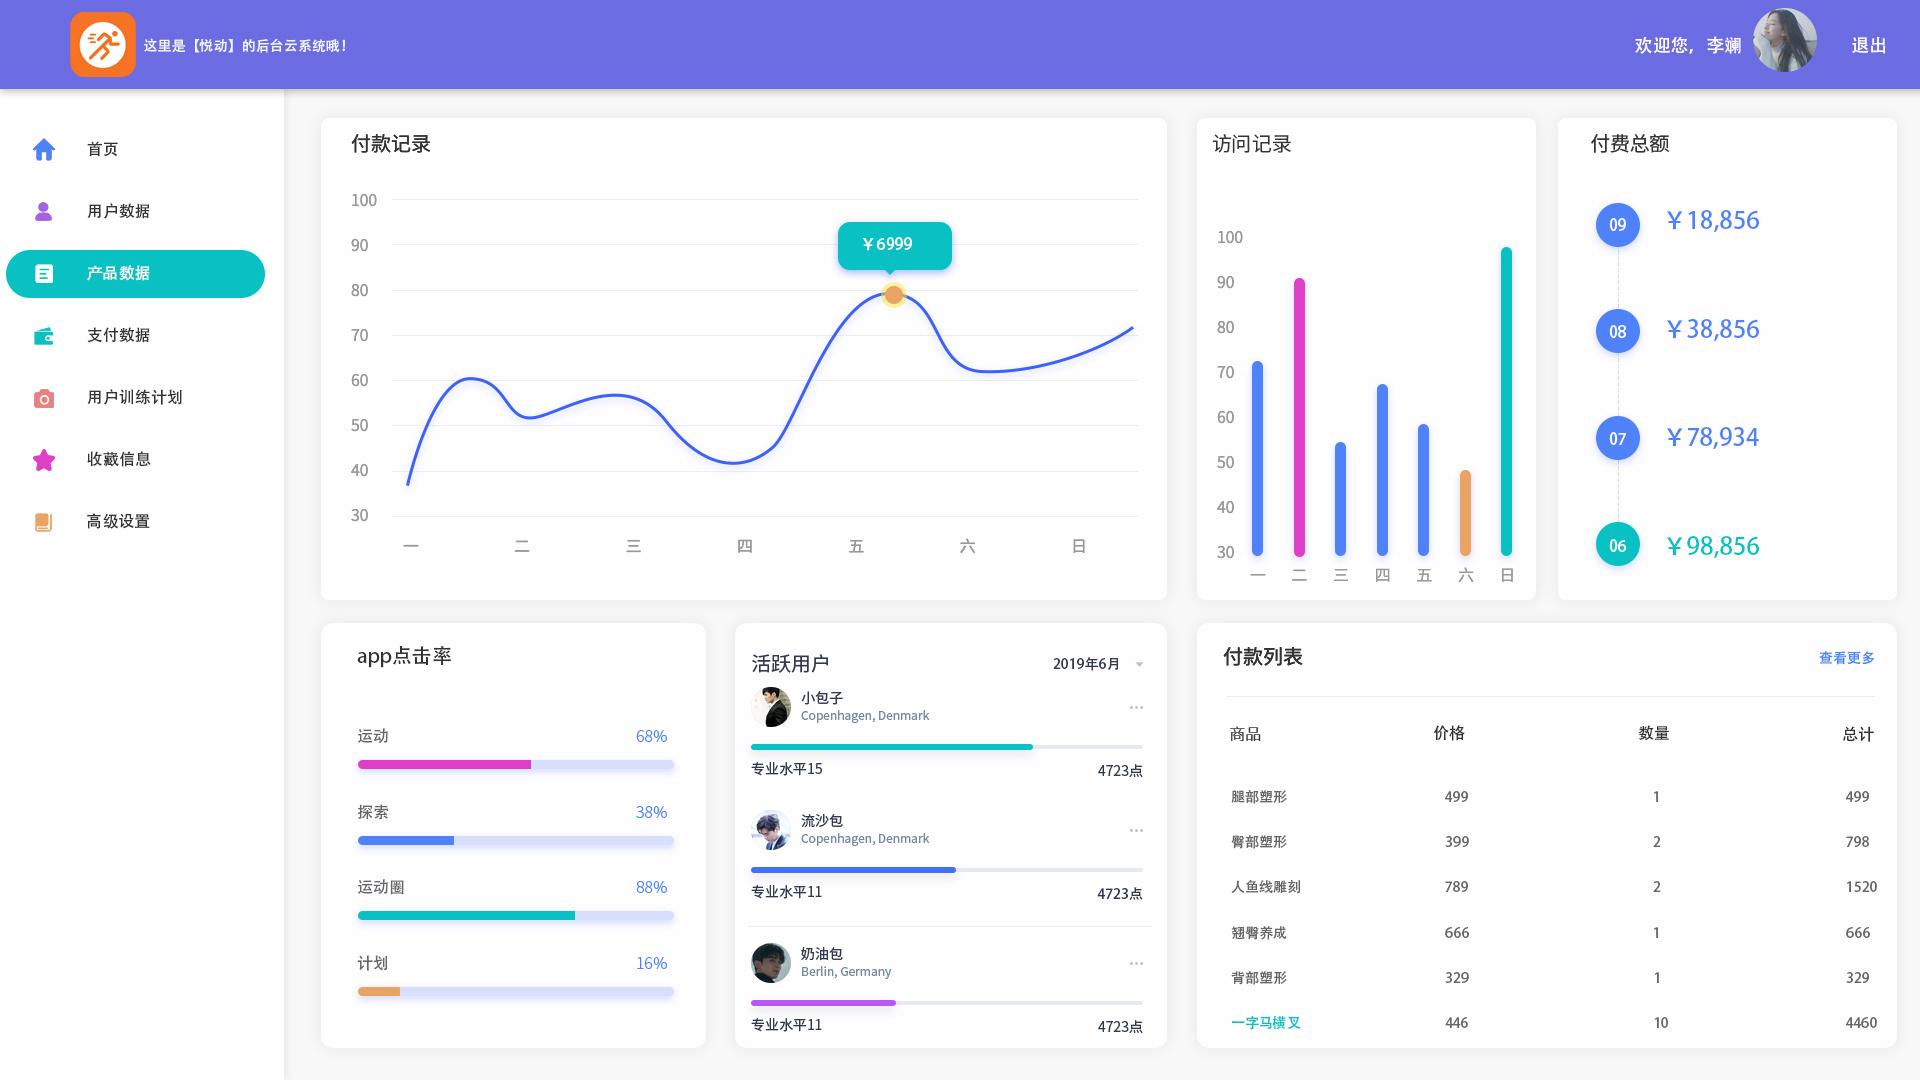 这里是【悦动】的后台云系统哦！
欢迎您，李斓
退出
首页
用户数据
产品数据
支付数据
用户训练计划
收藏信息
高级设置
付款记录
100
90
80
70
60
50
40
30
￥6999
一 二 三 四 五 六 日
访问记录
100
90
80
70
60
50
40
30
一 二 三 四 五 六 日
付费总额
09 ￥18,856
08 ￥38,856
07 ￥78,934
06 ￥98,856
app点击率
运动 68%
探索 38%
运动圈 88%
计划 16%
活跃用户 2019年6月
小包子
Copenhagen, Denmark
专业水平15 4723点
流沙包
Copenhagen, Denmark
专业水平11 4723点
奶油包
Berlin, Germany
专业水平11 4723点
付款列表 查看更多
商品 价格 数量 总计
腿部塑形 499 1 499
臀部塑形 399 2 798
人鱼线雕刻 789 2 1520
翘臀养成 666 1 666
背部塑形 329 1 329
一字马横叉 446 10 4460